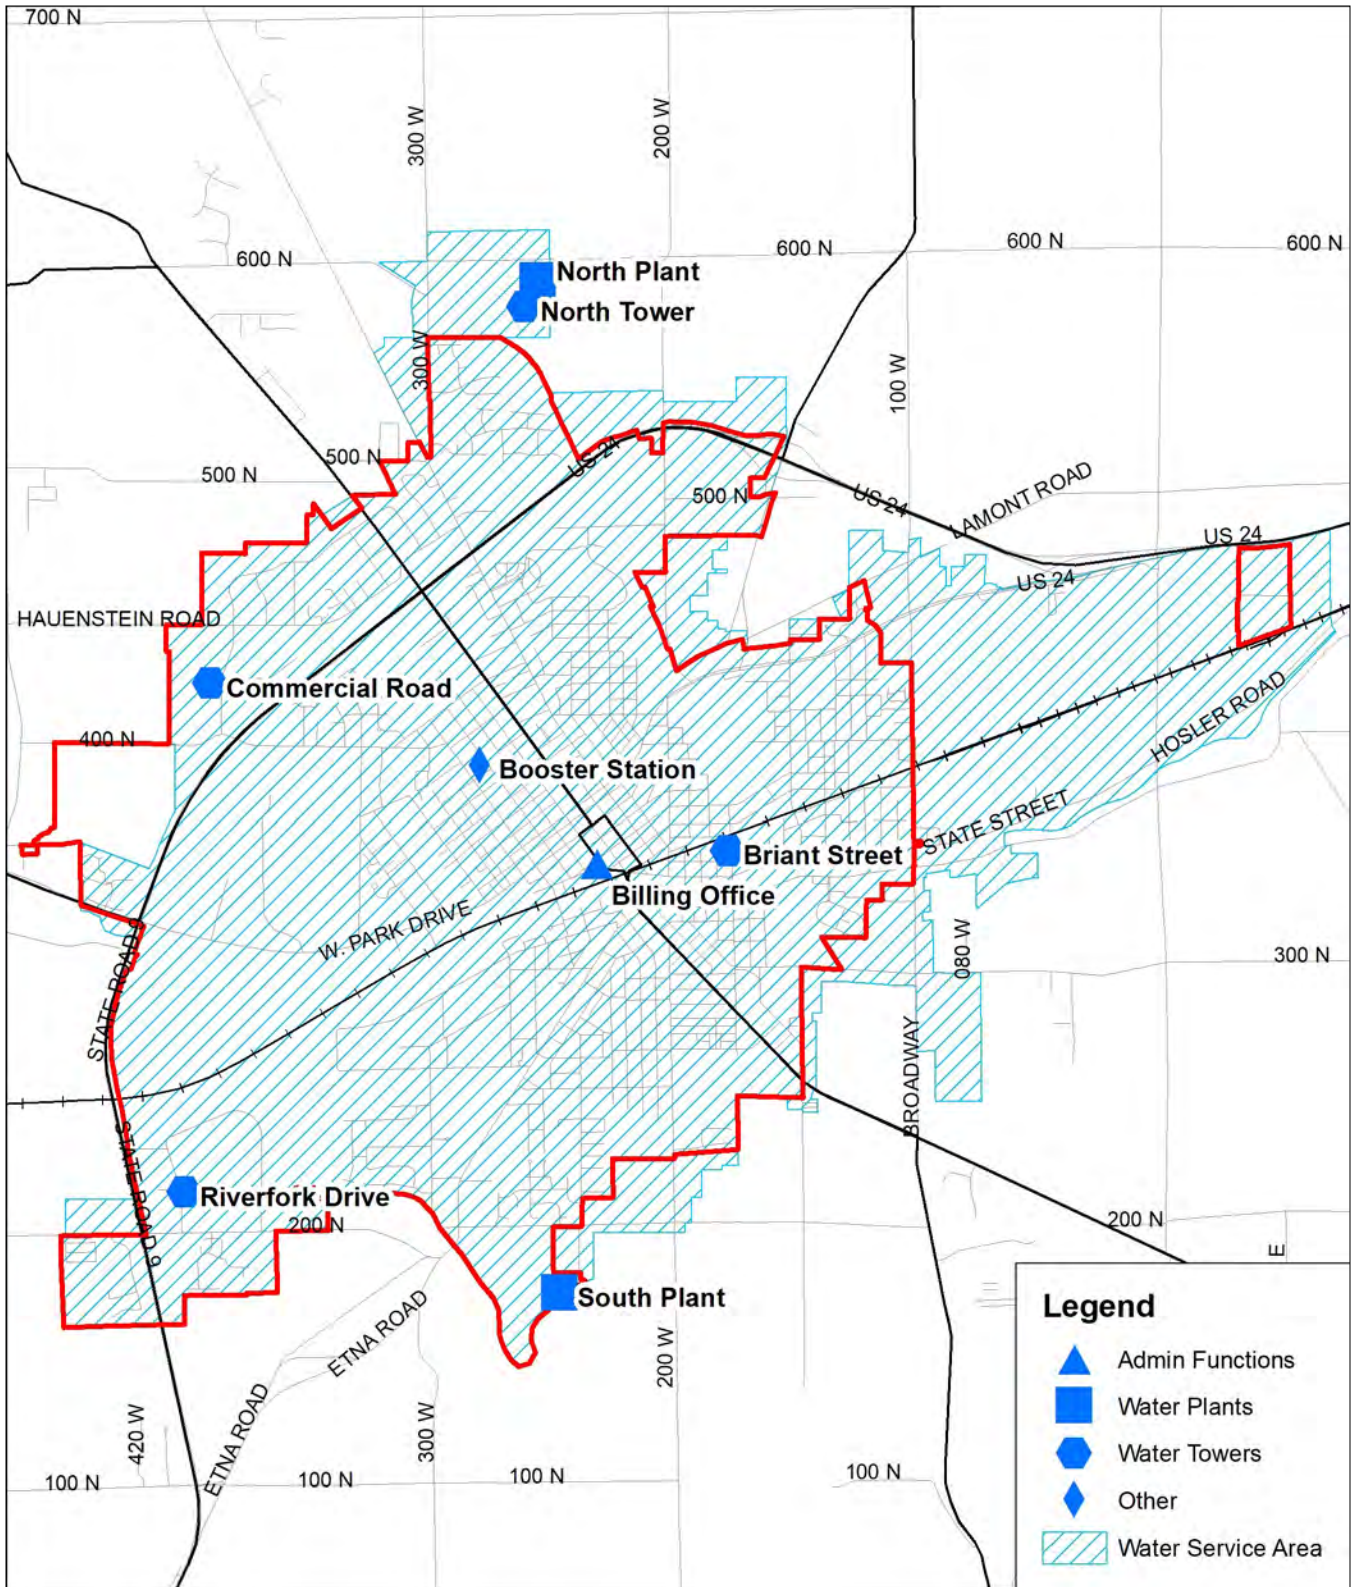 700 N
300 W
200 W
600 N
600 N
600 N
600 N
North Plant
North Tower
300 W
100 W
500 N
500 N
US 24
500 N
US 24
LAMONT ROAD
US 24
US 24
HAUENSTEIN ROAD
Commercial Road
HOSLER ROAD
400 N
Booster Station
STATE STREET
Briant Street
Billing Office
W. PARK DRIVE
080 W
300 N
STATE ROAD 9
BROADWAY
STATE ROAD 9
Riverfork Drive
200 N
200 N
E
South Plant
ETNA ROAD
200 W
ETNA ROAD
420 W
300 W
100 N
100 N
100 N
100 N
Legend
Admin Functions
Water Plants
Water Towers
Other
Water Service Area